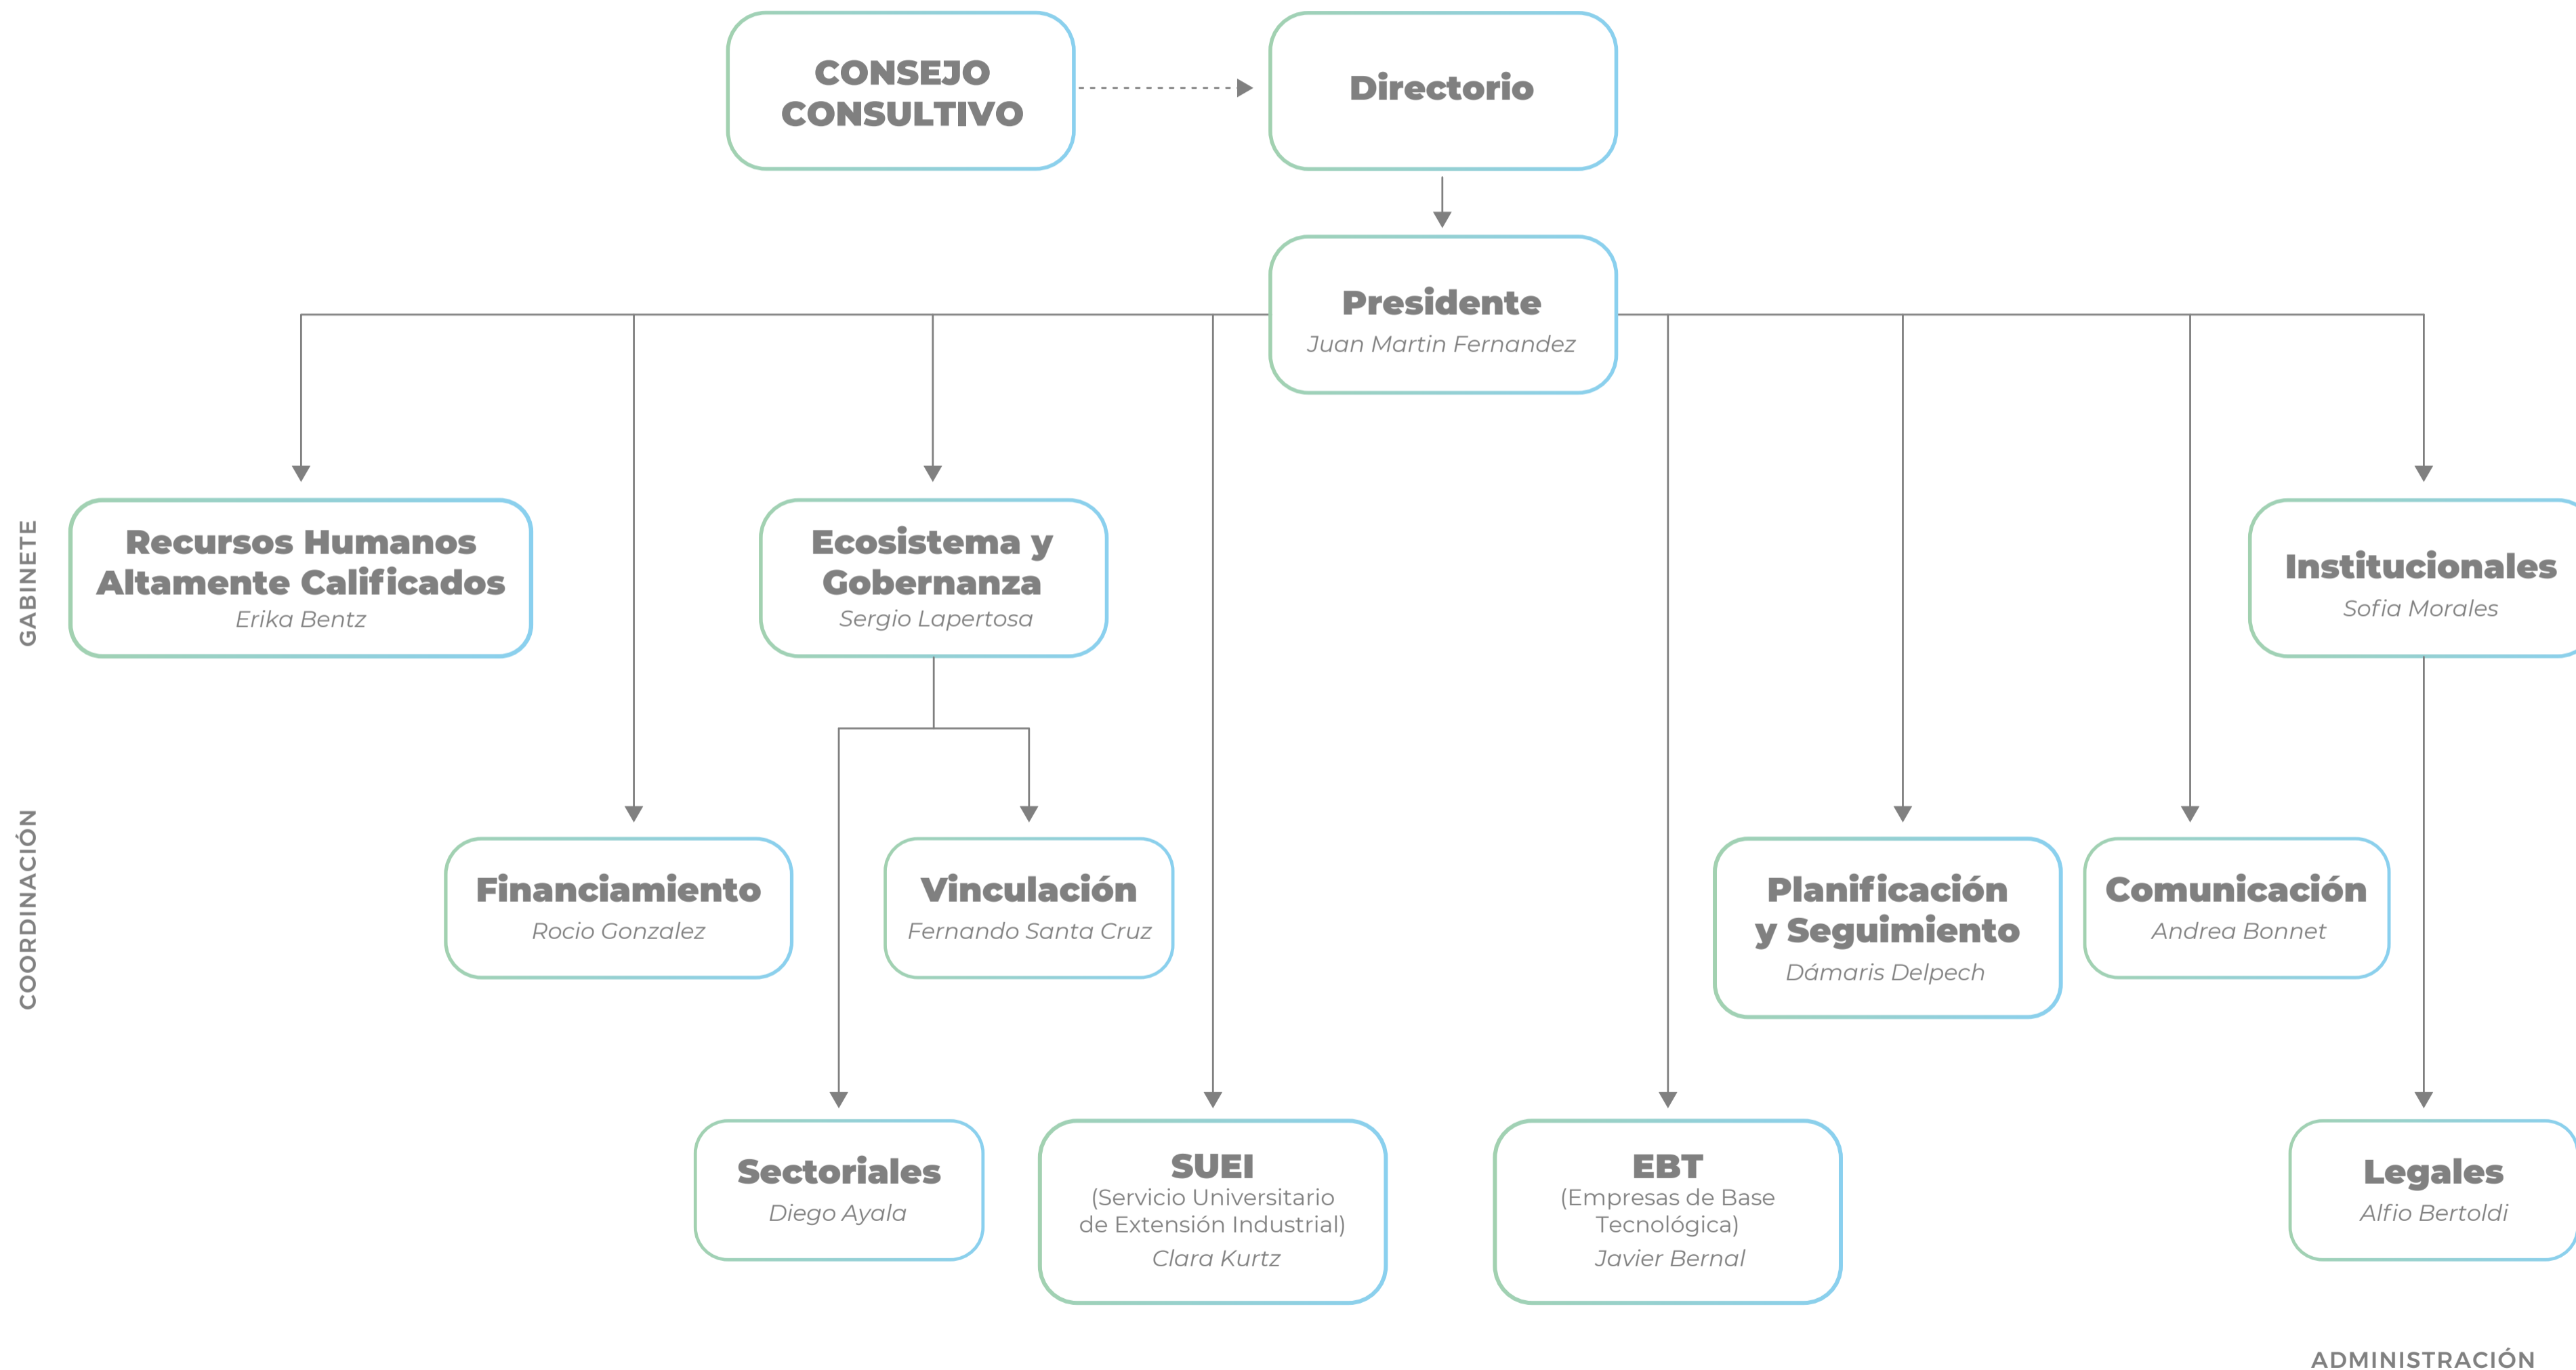 CONSEJO
CONSULTIVO
Directorio
Presidente
Juan Martin Fernandez
GABINETE
Recursos Humanos
Altamente Calificados
Erika Bentz
Ecosistema y
Gobernanza
Sergio Lapertosa
Institucionales
Sofia Morales
COORDINACIÓN
Financiamiento
Rocio Gonzalez
Vinculación
Fernando Santa Cruz
Planificación
y Seguimiento
Dámaris Delpech
Comunicación
Andrea Bonnet
Sectoriales
Diego Ayala
SUEI
(Servicio Universitario
de Extensión Industrial)
Clara Kurtz
EBT
(Empresas de Base
Tecnológica)
Javier Bernal
Legales
Alfio Bertoldi
ADMINISTRACIÓN